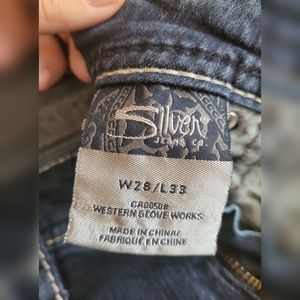 Silver
JEANS CO.
W28/L33
CA00508
WESTERN GLOVE WORKS
MADE IN CHINA/
FABRIQUÉ EN CHINE